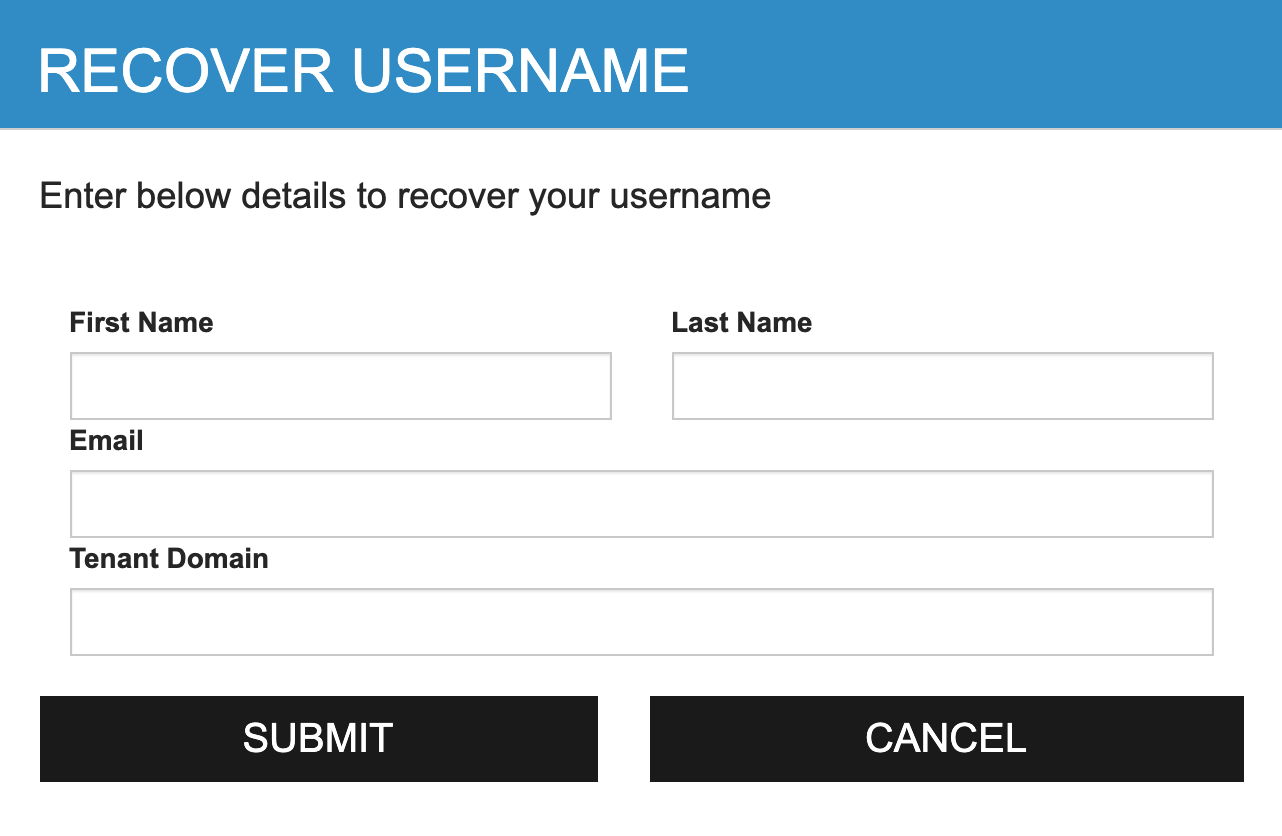 RECOVER USERNAME
Enter below details to recover your username
First Name
Last Name
Email
Tenant Domain
SUBMIT
CANCEL